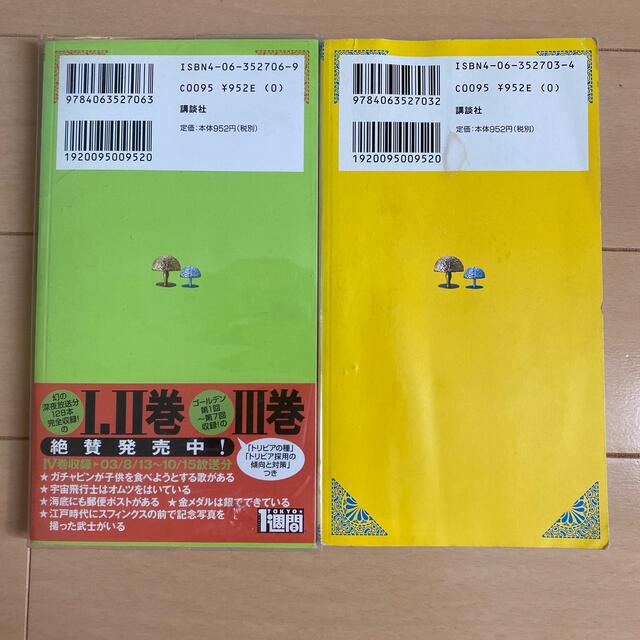 9784063527063
1920095009520
ISBN4-06-352706-9
C0095 ¥952E (0)
講談社
定価:本体952円(税別)
幻の
深夜放送分
128本
完全収録!の
I、II巻
ゴールデン
第1回
〜第7回
収録!の
III巻
絶賛発売中!
「トリビアの種」
「トリビア採用の
傾向と対策」
つき
IV巻収録▶03/8/13〜10/15放送分
★ガチャピンが子供を食べようとする歌がある
★宇宙飛行士はオムツをはいている
★海底にも郵便ポストがある ★金メダルは銀でできている
★江戸時代にスフィンクスの前で記念写真を
撮った武士がいる
TOKYO★
1週間
9784063527032
1920095009520
ISBN4-06-352703-4
C0095 ¥952E (0)
講談社
定価:本体952円(税別)